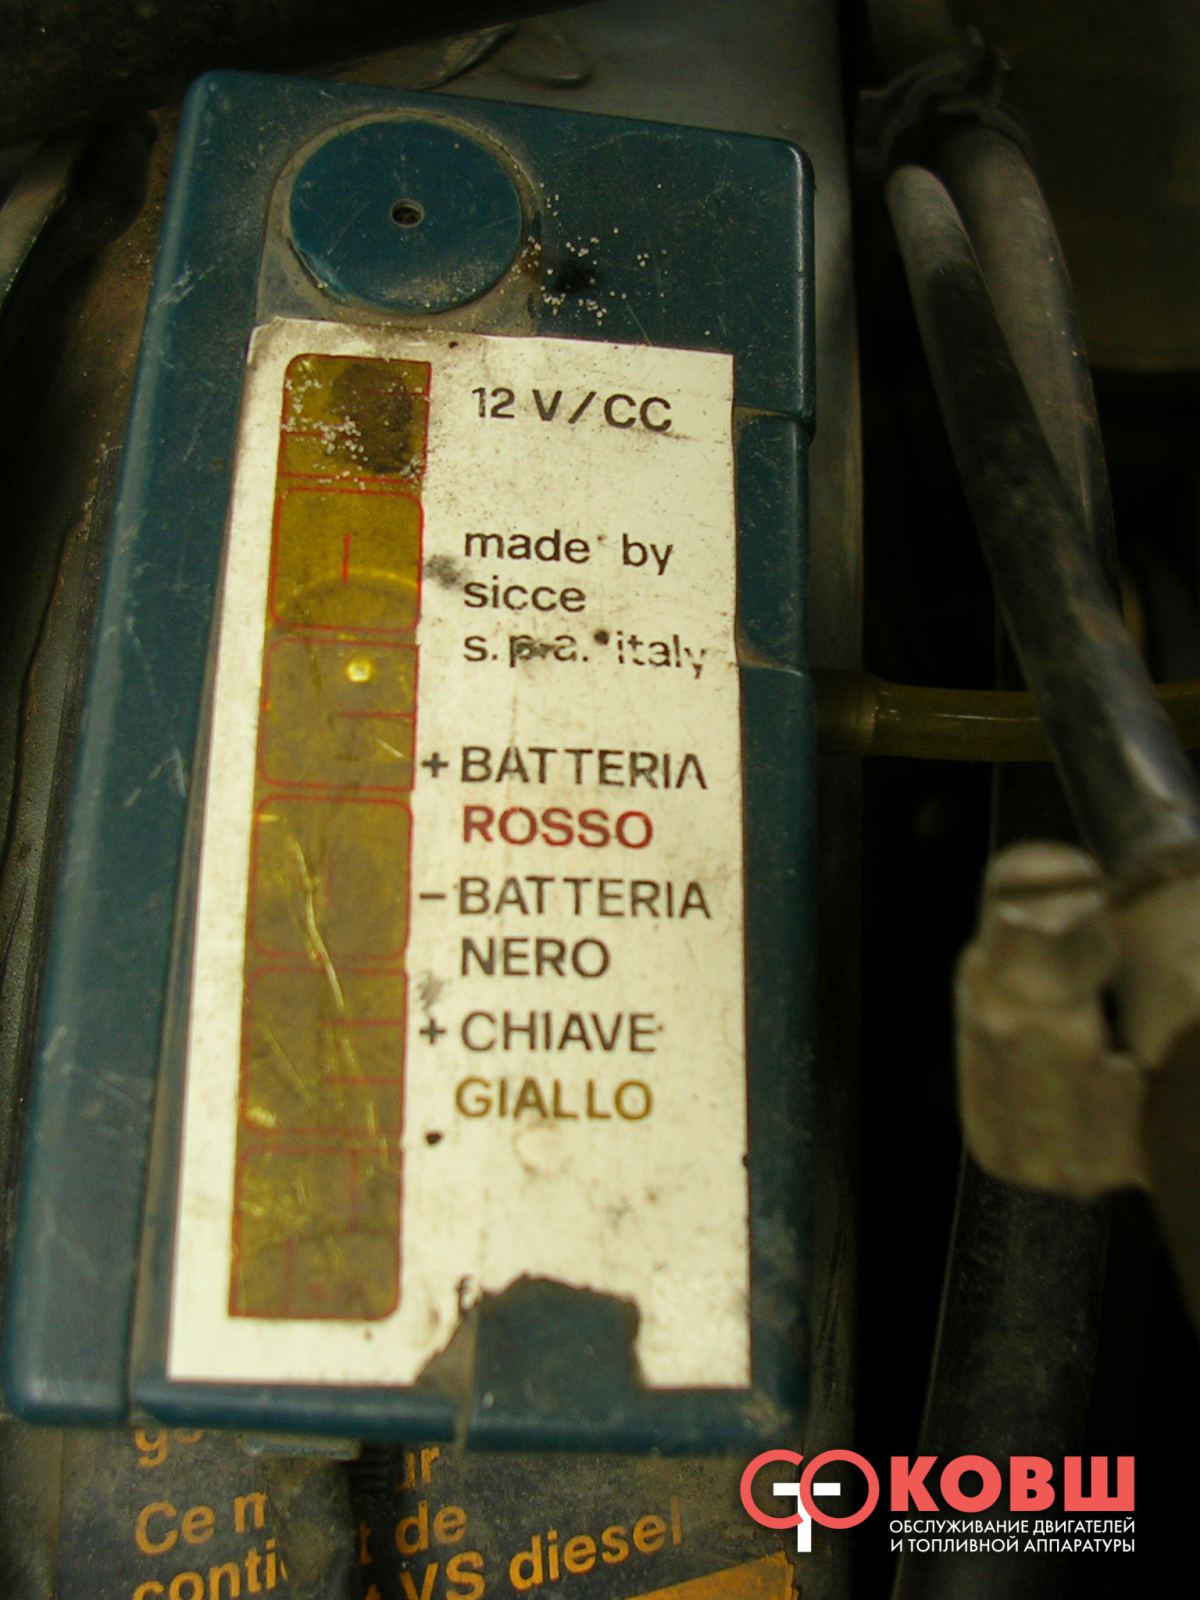 12 V/CC
made by
sicce
s.p.a. italy
+ BATTERIA
ROSSO
- BATTERIA
NERO
+ CHIAVE
GIALLO
Ce
de
VS diesel
КОВШ
ОБСЛУЖИВАНИЕ ДВИГАТЕЛЕЙ
И ТОПЛИВНОЙ АППАРАТУРЫ